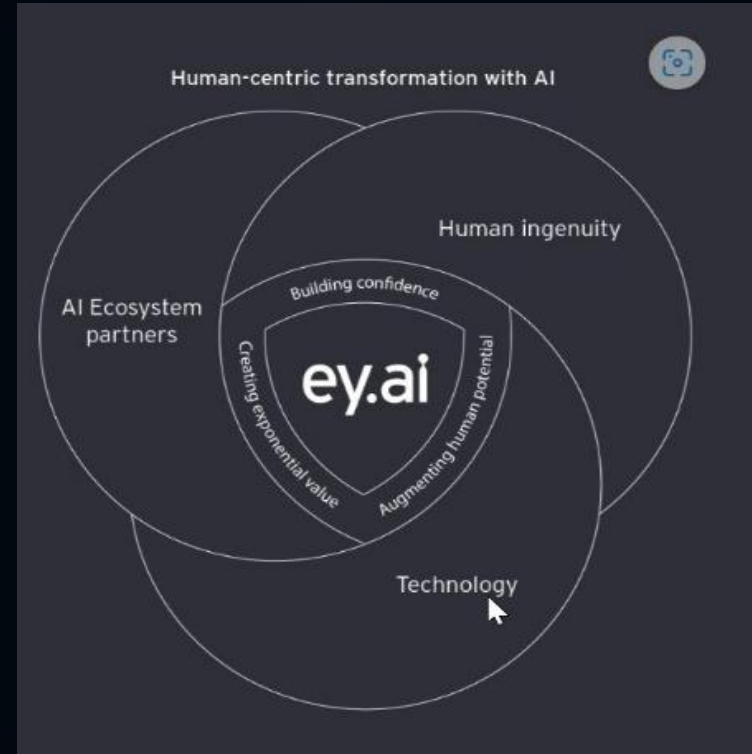 Human-centric transformation with AI
Human ingenuity
AI Ecosystem
partners
Building confidence
Creating exponential value
ey.ai
Augmenting human potential
Technology